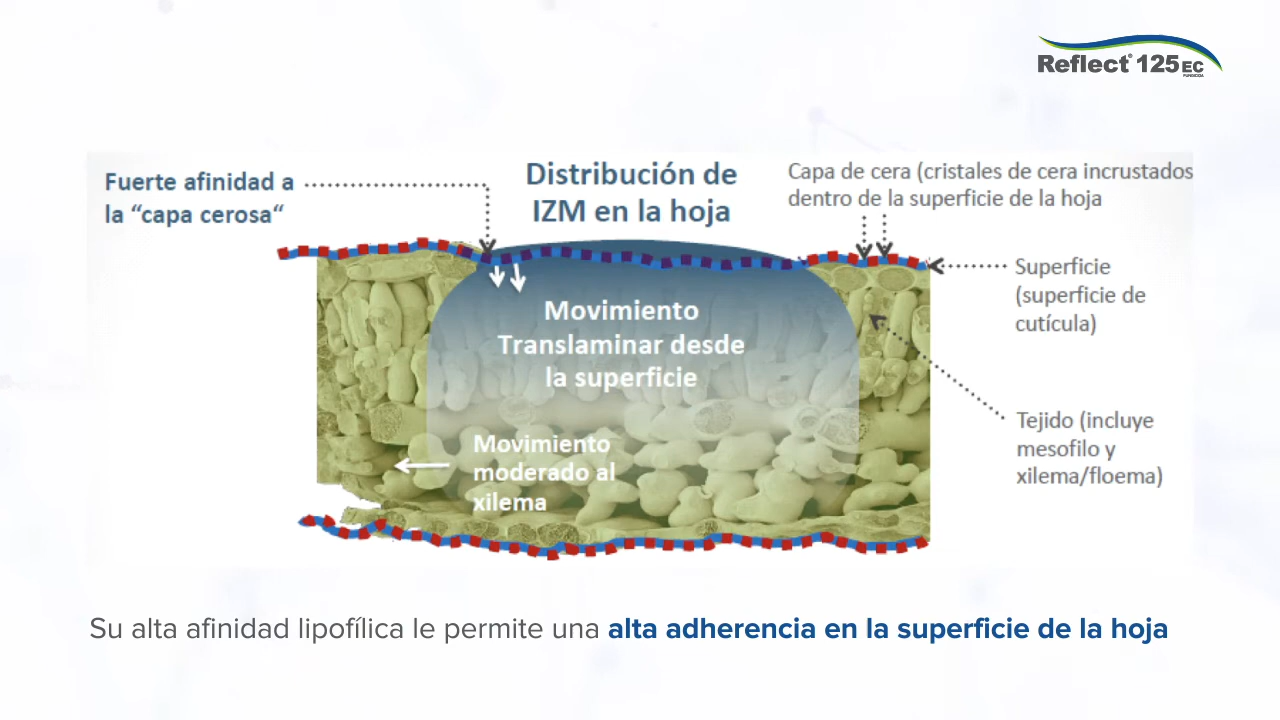 Reflect® 125 EC
FUNGICIDA
Fuerte afinidad a
la “capa cerosa“
Distribución de
IZM en la hoja
Capa de cera (cristales de cera incrustados
dentro de la superficie de la hoja
Superficie
(superficie de
cutícula)
Movimiento
Translaminar desde
la superficie
Tejido (incluye
mesofilo y
xilema/floema)
Movimiento
moderado al
xilema
Su alta afinidad lipofílica le permite una alta adherencia en la superficie de la hoja